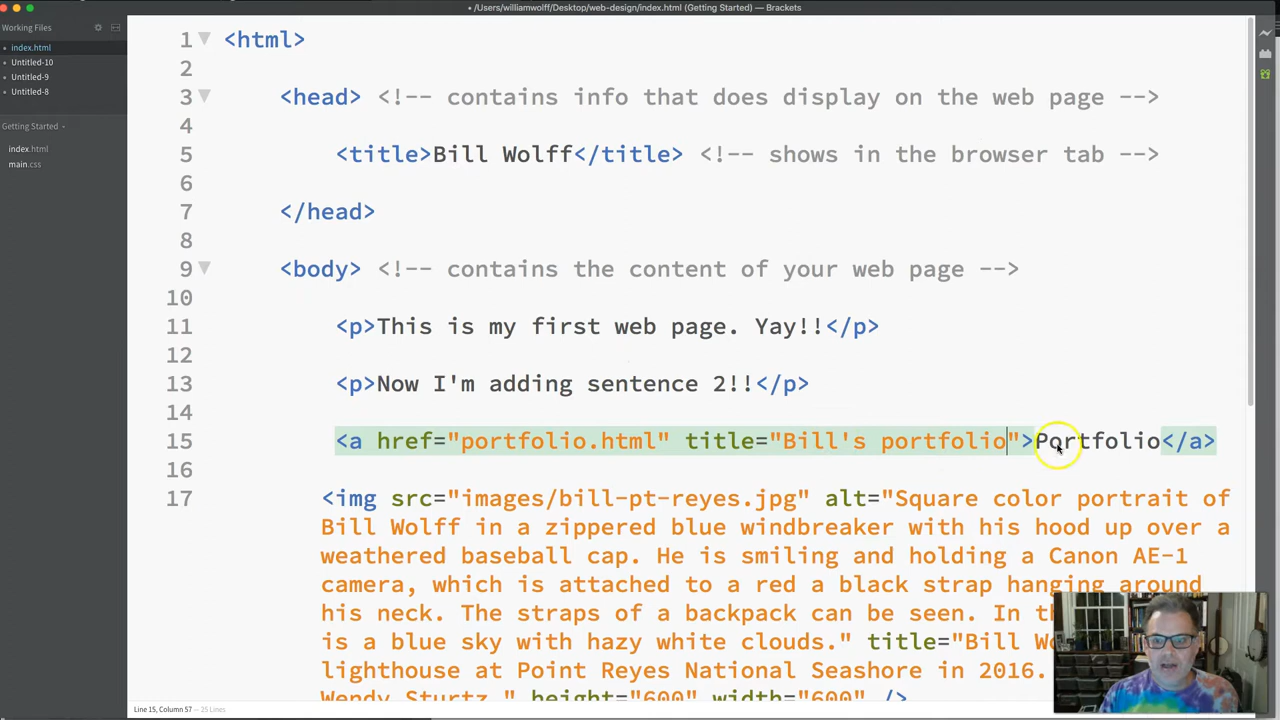 • /Users/williamwolff/Desktop/web-design/index.html (Getting Started) — Brackets
Working Files
• index.html
Untitled-10
Untitled-9
Untitled-8
Getting Started
index.html
main.css
1 <html>
2
3 <head> <!-- contains info that does display on the web page -->
4
5 <title>Bill Wolff</title> <!-- shows in the browser tab -->
6
7 </head>
8
9 <body> <!-- contains the content of your web page -->
10
11 <p>This is my first web page. Yay!!</p>
12
13 <p>Now I'm adding sentence 2!!</p>
14
15 <a href="portfolio.html" title="Bill's portfolio">Portfolio</a>
16
17 <img src="images/bill-pt-reyes.jpg" alt="Square color portrait of
Bill Wolff in a zippered blue windbreaker with his hood up over a
weathered baseball cap. He is smiling and holding a Canon AE-1
camera, which is attached to a red a black strap hanging around
his neck. The straps of a backpack can be seen. In
is a blue sky with hazy white clouds." title="Bill
lighthouse at Point Reyes National Seashore in 2016.
Wendy Sturtz." height="600" width="600" />
Line 15, Column 57 — 25 Lines